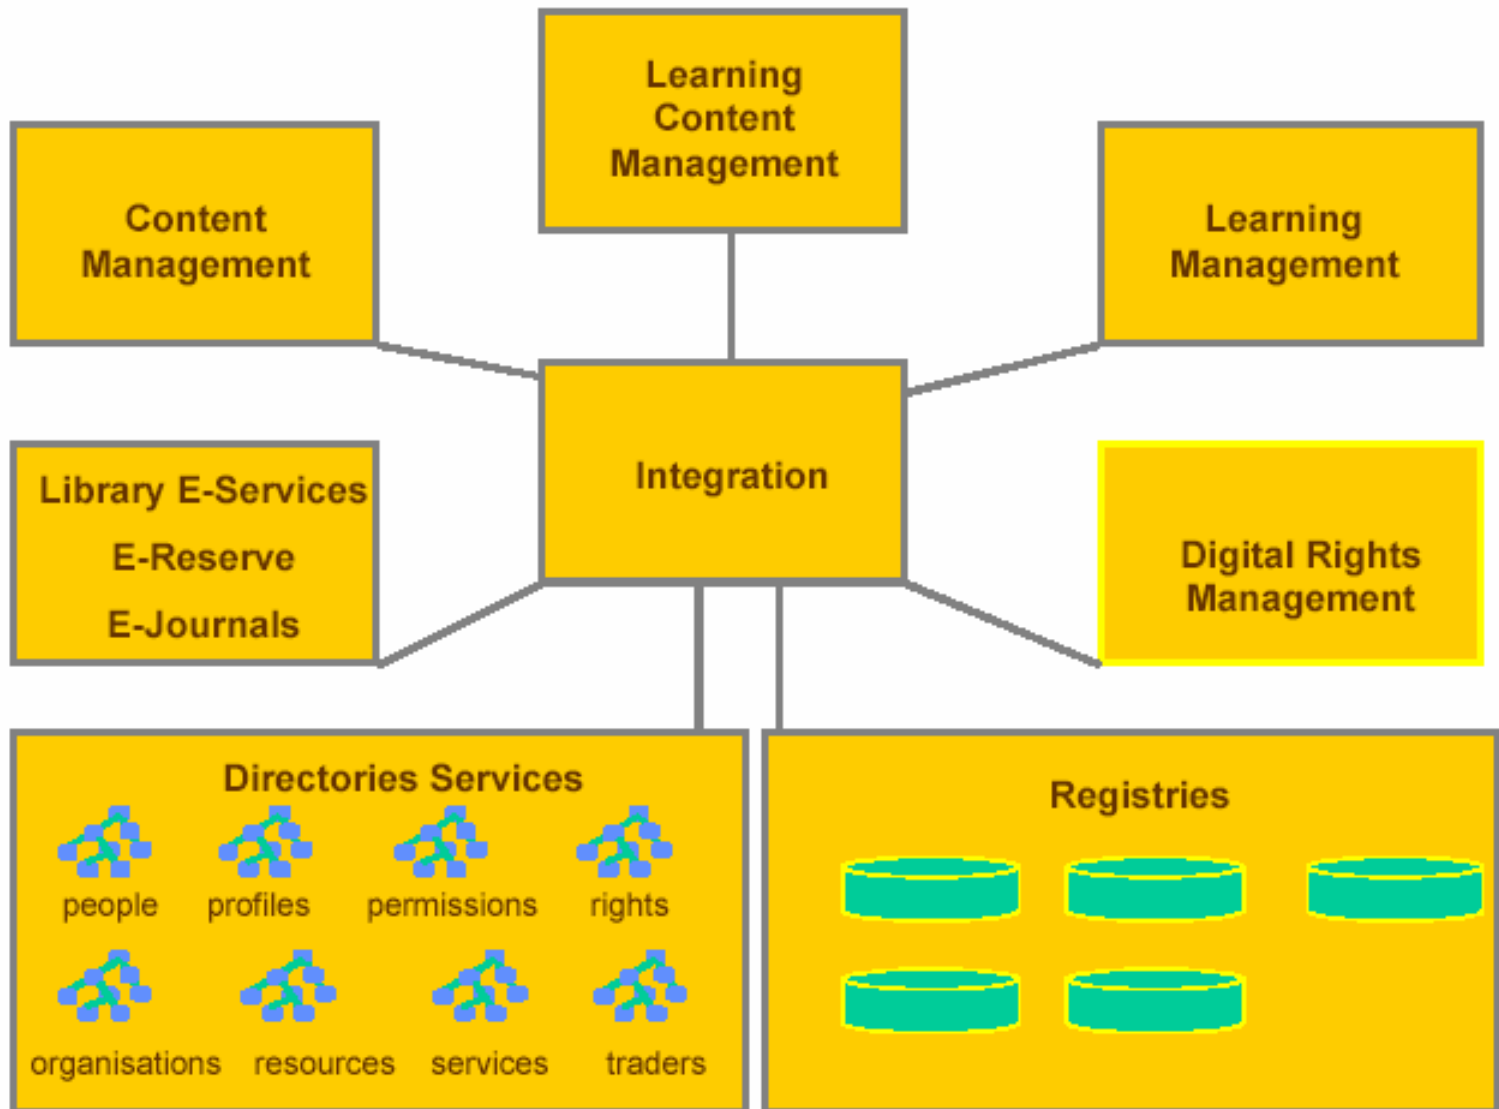 Learning
Content
Management
Content
Management
Learning
Management
Integration
Library E-Services
E-Reserve
E-Journals
Digital Rights
Management
Directories Services
people profiles permissions rights
organisations resources services traders
Registries